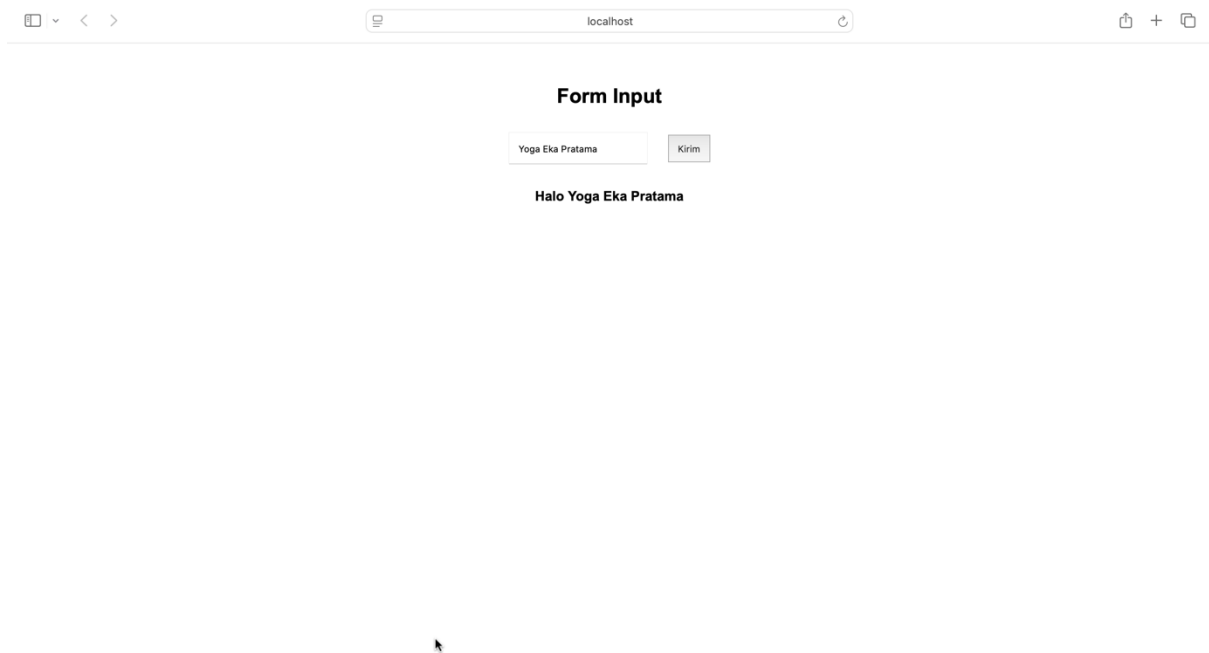 localhost
Form Input
Yoga Eka Pratama
Kirim
Halo Yoga Eka Pratama